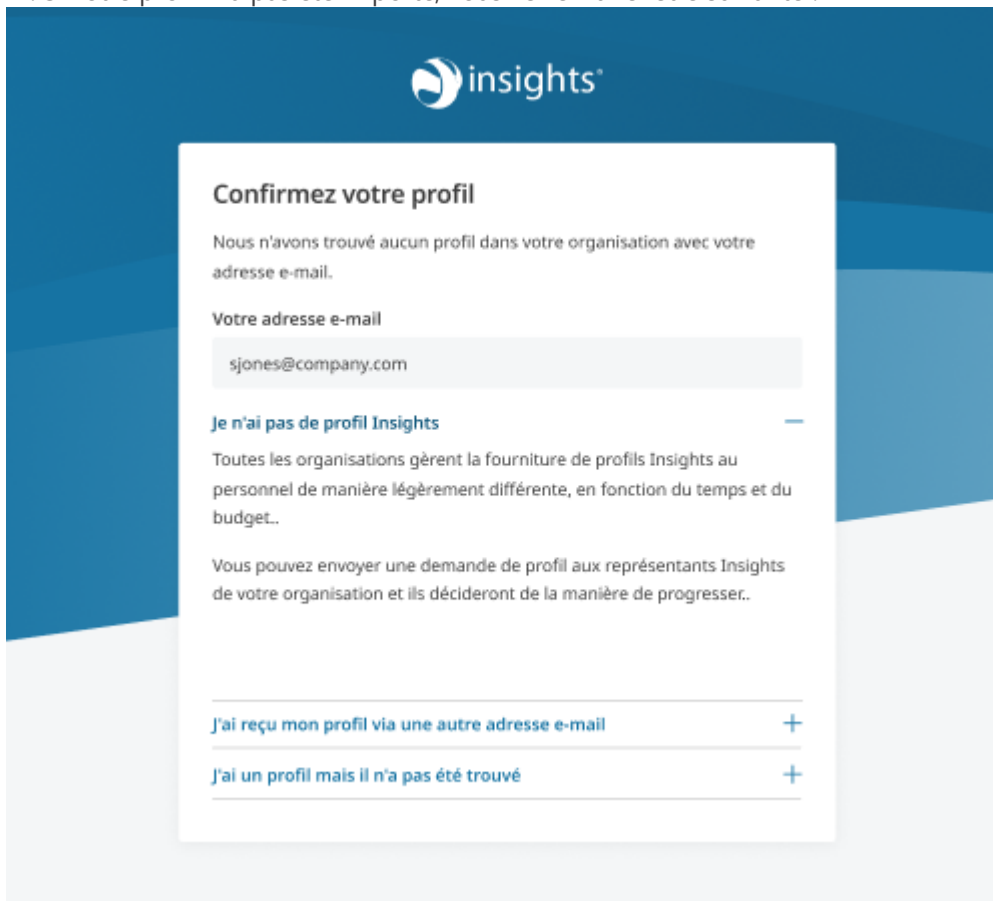 insights
Confirmez votre profil
Nous n'avons trouvé aucun profil dans votre organisation avec votre
adresse e-mail.
Votre adresse e-mail
sjones@company.com
Je n'ai pas de profil Insights
Toutes les organisations gèrent la fourniture de profils Insights au
personnel de manière légèrement différente, en fonction du temps et du
budget..
Vous pouvez envoyer une demande de profil aux représentants Insights
de votre organisation et ils décideront de la manière de progresser..
J'ai reçu mon profil via une autre adresse e-mail
J'ai un profil mais il n'a pas été trouvé